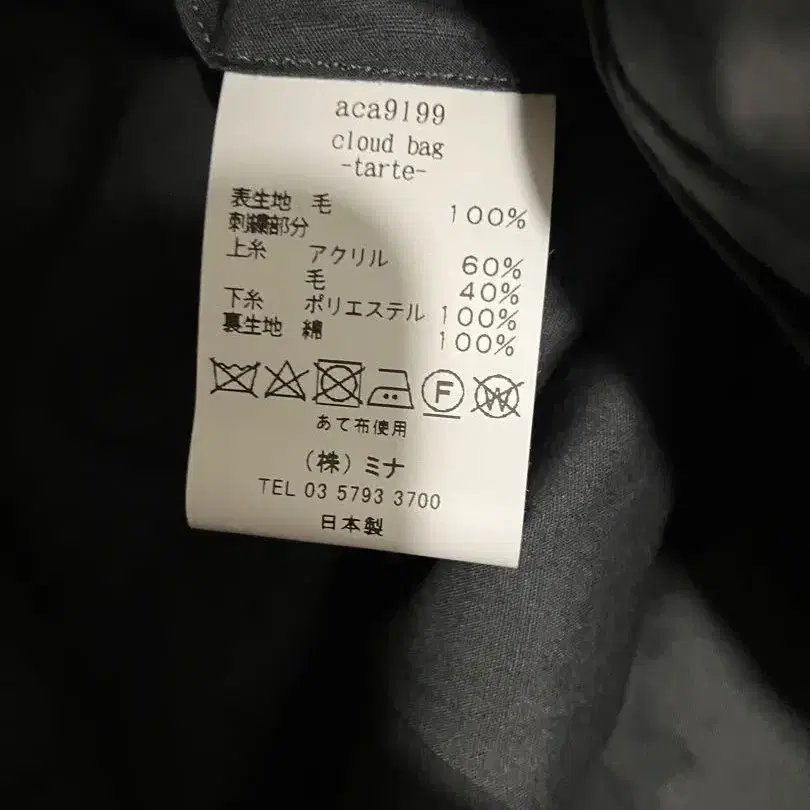 aca9199
cloud bag
-tarte-
表生地 毛 100%
刺繍部分
上糸 アクリル 60%
毛 40%
下糸 ポリエステル 100%
裏生地 綿 100%
F W
あて布使用
(株)ミナ
TEL 03 5793 3700
日本製